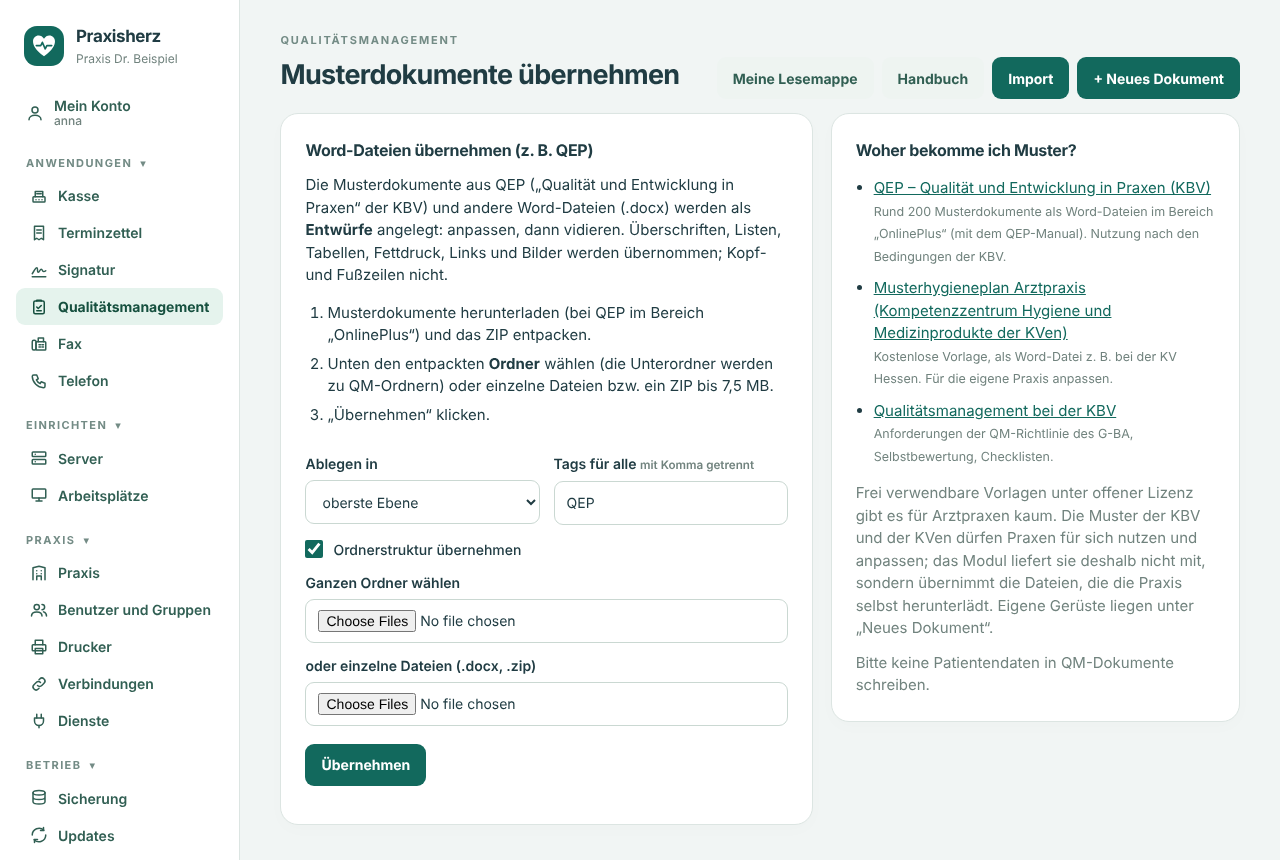 Praxisherz
Praxis Dr. Beispiel
Mein Konto
anna
ANWENDUNGEN ▾
Kasse
Terminzettel
Signatur
Qualitätsmanagement
Fax
Telefon
EINRICHTEN ▾
Server
Arbeitsplätze
PRAXIS ▾
Praxis
Benutzer und Gruppen
Drucker
Verbindungen
Dienste
BETRIEB ▾
Sicherung
Updates
QUALITÄTSMANAGEMENT
Musterdokumente übernehmen
Meine Lesemappe
Handbuch
Import
+ Neues Dokument
Word-Dateien übernehmen (z. B. QEP)
Die Musterdokumente aus QEP („Qualität und Entwicklung in
Praxen“ der KBV) und andere Word-Dateien (.docx) werden als
Entwürfe angelegt: anpassen, dann vidieren. Überschriften, Listen,
Tabellen, Fettdruck, Links und Bilder werden übernommen; Kopf-
und Fußzeilen nicht.
1. Musterdokumente herunterladen (bei QEP im Bereich
„OnlinePlus“) und das ZIP entpacken.
2. Unten den entpackten Ordner wählen (die Unterordner werden
zu QM-Ordnern) oder einzelne Dateien bzw. ein ZIP bis 7,5 MB.
3. „Übernehmen“ klicken.
Ablegen in
oberste Ebene
Tags für alle mit Komma getrennt
QEP
Ordnerstruktur übernehmen
Ganzen Ordner wählen
Choose Files No file chosen
oder einzelne Dateien (.docx, .zip)
Choose Files No file chosen
Übernehmen
Woher bekomme ich Muster?
• QEP – Qualität und Entwicklung in Praxen (KBV)
Rund 200 Musterdokumente als Word-Dateien im Bereich
„OnlinePlus“ (mit dem QEP-Manual). Nutzung nach den
Bedingungen der KBV.
• Musterhygieneplan Arztpraxis
(Kompetenzzentrum Hygiene und
Medizinprodukte der KVen)
Kostenlose Vorlage, als Word-Datei z. B. bei der KV
Hessen. Für die eigene Praxis anpassen.
• Qualitätsmanagement bei der KBV
Anforderungen der QM-Richtlinie des G-BA,
Selbstbewertung, Checklisten.
Frei verwendbare Vorlagen unter offener Lizenz
gibt es für Arztpraxen kaum. Die Muster der KBV
und der KVen dürfen Praxen für sich nutzen und
anpassen; das Modul liefert sie deshalb nicht mit,
sondern übernimmt die Dateien, die die Praxis
selbst herunterlädt. Eigene Gerüste liegen unter
„Neues Dokument“.
Bitte keine Patientendaten in QM-Dokumente
schreiben.